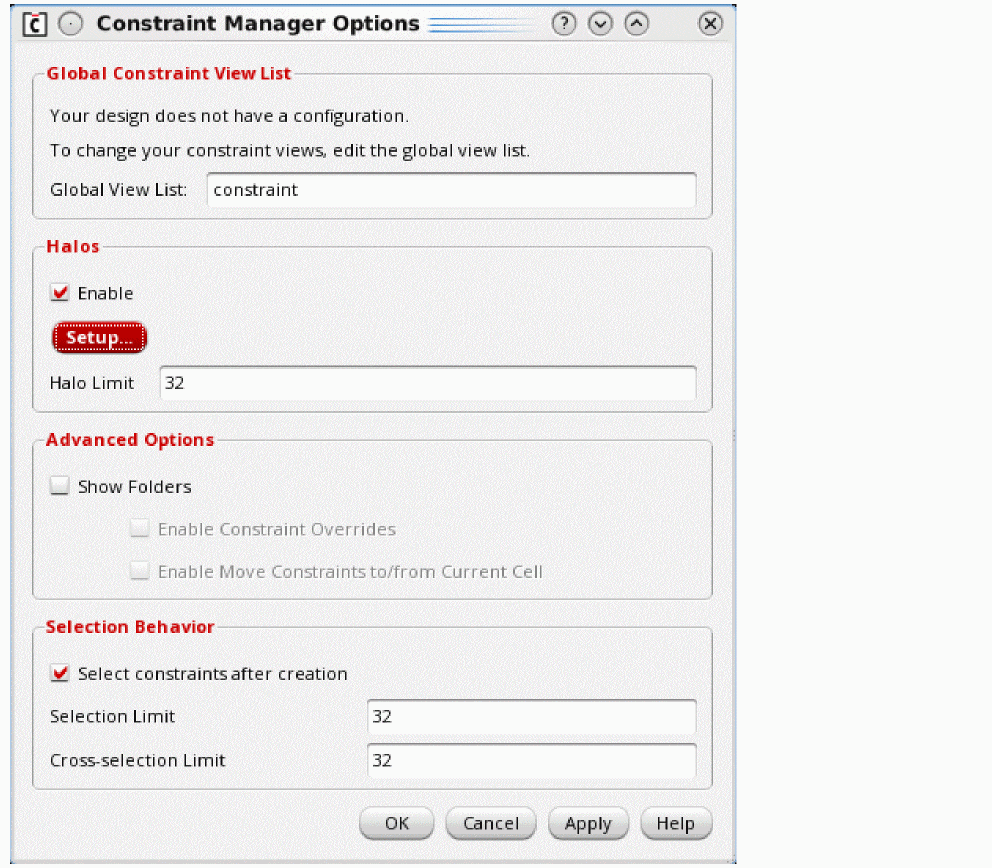 Constraint Manager Options
Global Constraint View List
Your design does not have a configuration.
To change your constraint views, edit the global view list.
Global View List: constraint
Halos
Enable
Setup...
Halo Limit 32
Advanced Options
Show Folders
Enable Constraint Overrides
Enable Move Constraints to/from Current Cell
Selection Behavior
Select constraints after creation
Selection Limit 32
Cross-selection Limit 32
OK Cancel Apply Help